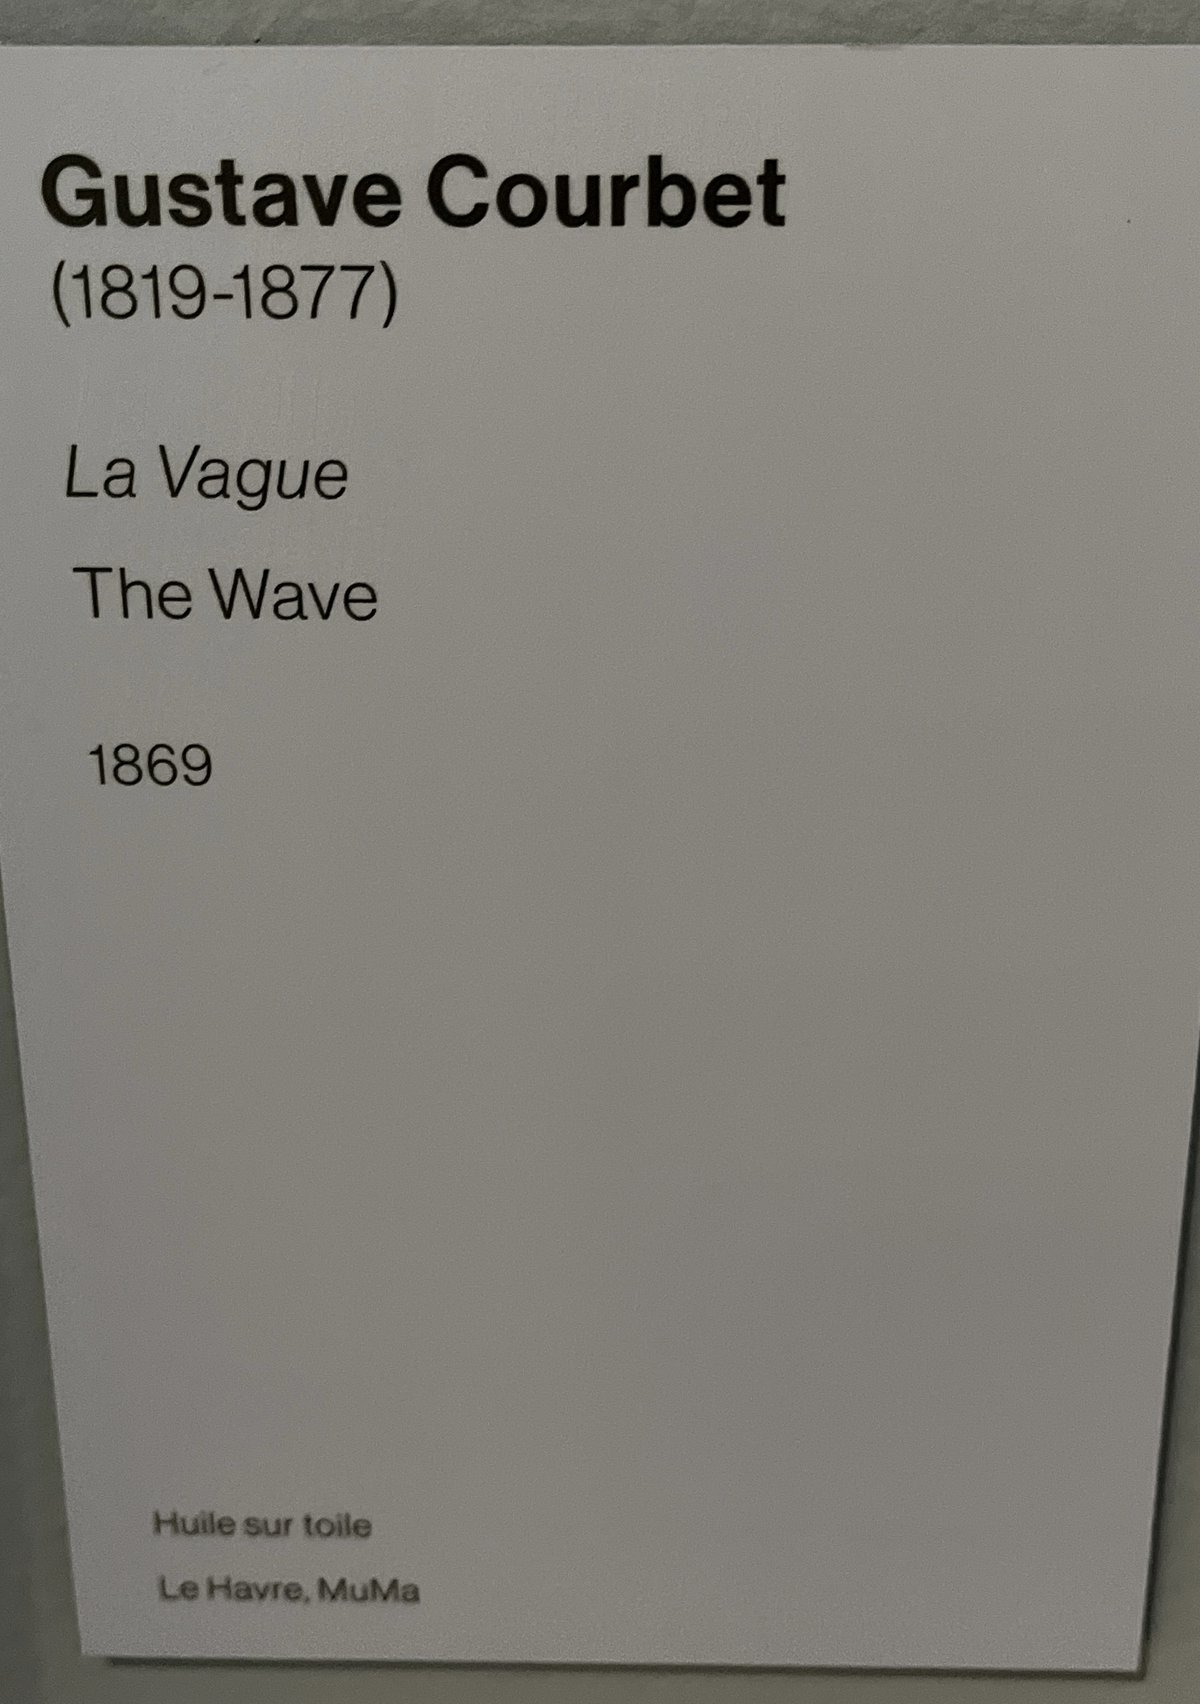 Gustave Courbet
(1819-1877)
La Vague
The Wave
1869
Huile sur toile
Le Havre, MuMa